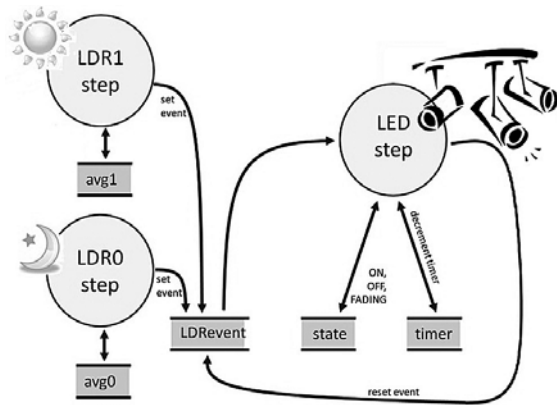 LDR1
step
set
event
avg1
LDR0
step
set
event
avg0
LDRevent
LED
step
ON,
OFF,
FADING
decrement timer
state
timer
reset event